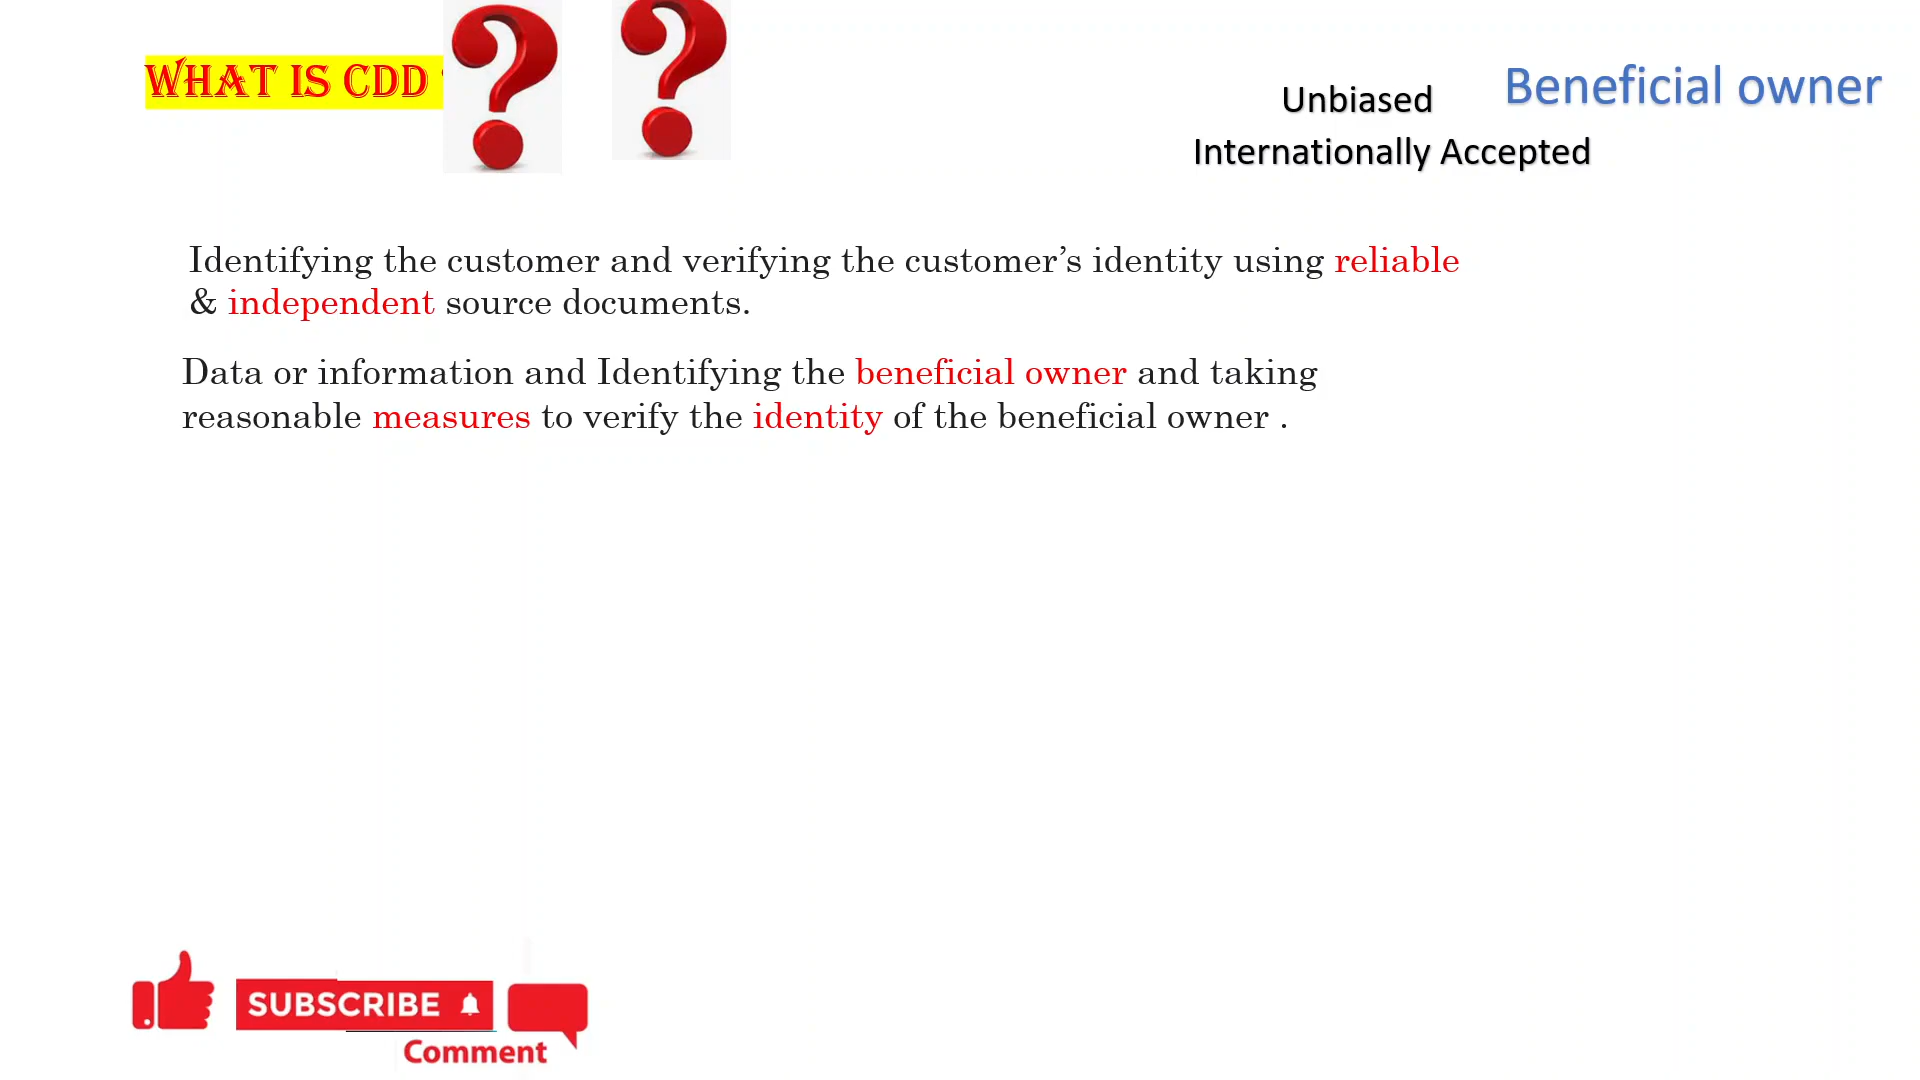 WHAT IS CDD
Unbiased
Beneficial owner
Internationally Accepted
Identifying the customer and verifying the customer’s identity using reliable
& independent source documents.
Data or information and Identifying the beneficial owner and taking
reasonable measures to verify the identity of the beneficial owner .
SUBSCRIBE
Comment